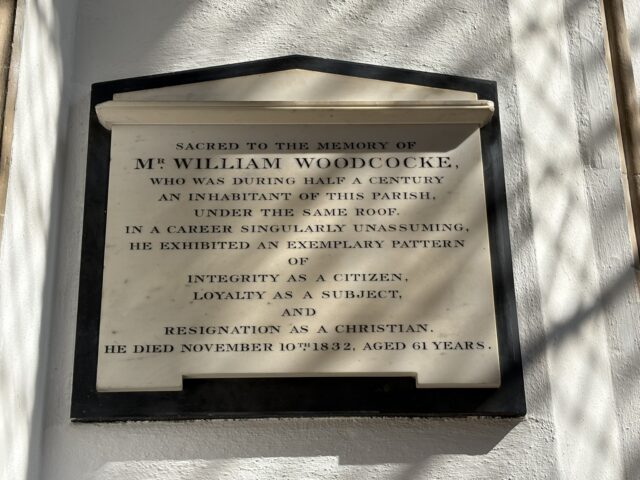 SACRED TO THE MEMORY OF
MR. WILLIAM WOODCOCKE,
WHO WAS DURING HALF A CENTURY
AN INHABITANT OF THIS PARISH,
UNDER THE SAME ROOF.
IN A CAREER SINGULARLY UNASSUMING,
HE EXHIBITED AN EXEMPLARY PATTERN
OF
INTEGRITY AS A CITIZEN,
LOYALTY AS A SUBJECT,
AND
RESIGNATION AS A CHRISTIAN.
HE DIED NOVEMBER 10TH 1832, AGED 61 YEARS.